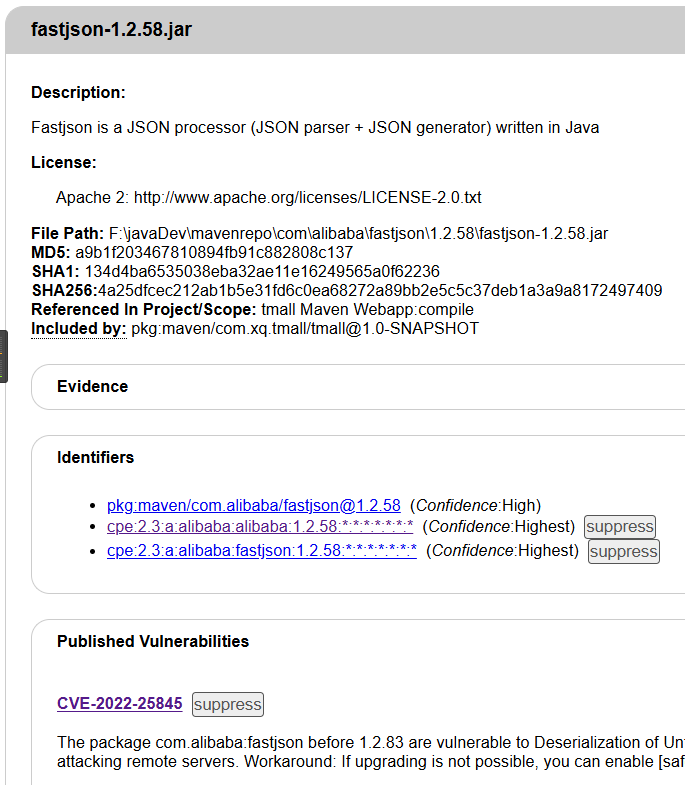 fastjson-1.2.58.jar
Description:
Fastjson is a JSON processor (JSON parser + JSON generator) written in Java
License:
Apache 2: http://www.apache.org/licenses/LICENSE-2.0.txt
File Path: F:\javaDev\mavenrepo\com\alibaba\fastjson\1.2.58\fastjson-1.2.58.jar
MD5: a9b1f203467810894fb91c882808c137
SHA1: 134d4ba6535038eba32ae11e16249565a0f62236
SHA256:4a25dfcec212ab1b5e31fd6c0ea68272a89bb2e5c5c37deb1a3a9a8172497409
Referenced In Project/Scope: tmall Maven Webapp:compile
Included by: pkg:maven/com.xq.tmall/tmall@1.0-SNAPSHOT
Evidence
Identifiers
• pkg:maven/com.alibaba/fastjson@1.2.58 (Confidence:High)
• cpe:2.3:a:alibaba:alibaba:1.2.58:*:*:*:*:*:*:* (Confidence:Highest) suppress
• cpe:2.3:a:alibaba:fastjson:1.2.58:*:*:*:*:*:*:* (Confidence:Highest) suppress
Published Vulnerabilities
CVE-2022-25845 suppress
The package com.alibaba:fastjson before 1.2.83 are vulnerable to Deserialization of
attacking remote servers. Workaround: If upgrading is not possible, you can enable